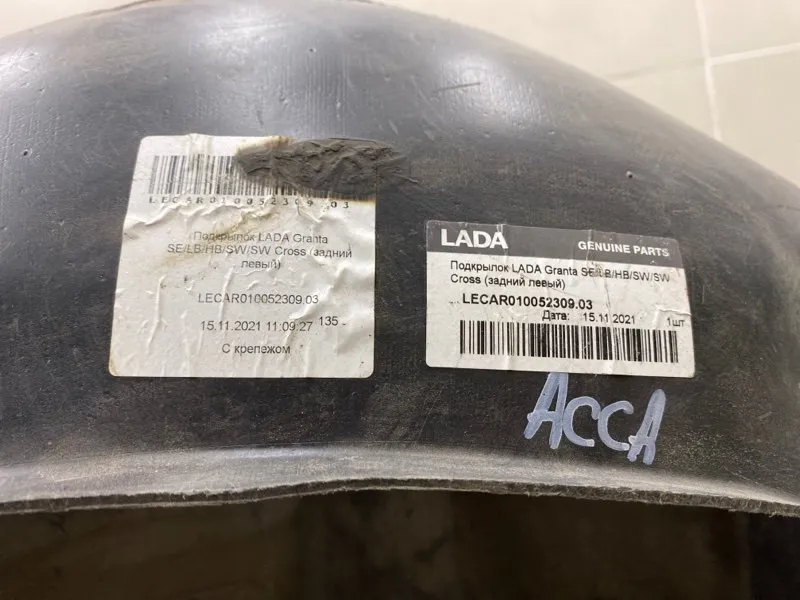 LECAR010052309.03
Подкрылок LADA Granta
SE/LB/HB/SW/SW Cross (задний
левый)
LECAR010052309.03
15.11.2021 11:09:27 135
С крепежом
LADA GENUINE PARTS
Подкрылок LADA Granta SE/LB/HB/SW/SW
Cross (задний левый)
LECAR010052309.03
Дата: 15.11.2021 1шт
ACCA